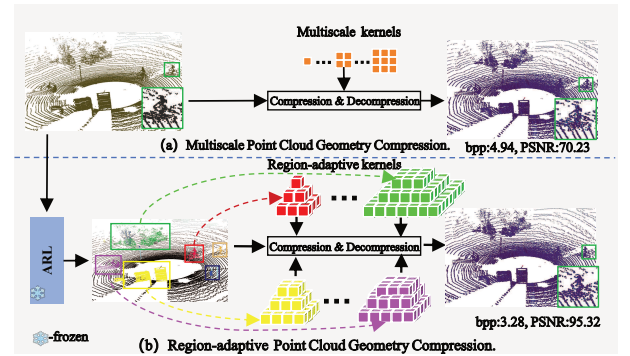 Multiscale kernels
Compression & Decompression
(a) Multiscale Point Cloud Geometry Compression.
bpp:4.94, PSNR:70.23
Region-adaptive kernels
ARL
Compression & Decompression
-frozen
bpp:3.28, PSNR:95.32
(b) Region-adaptive Point Cloud Geometry Compression.